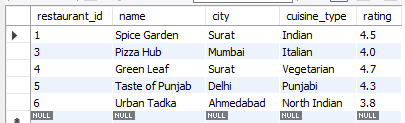 restaurant_id name city cuisine_type rating
1 Spice Garden Surat Indian 4.5
3 Pizza Hub Mumbai Italian 4.0
4 Green Leaf Surat Vegetarian 4.7
5 Taste of Punjab Delhi Punjabi 4.3
6 Urban Tadka Ahmedabad North Indian 3.8
NULL NULL NULL NULL NULL